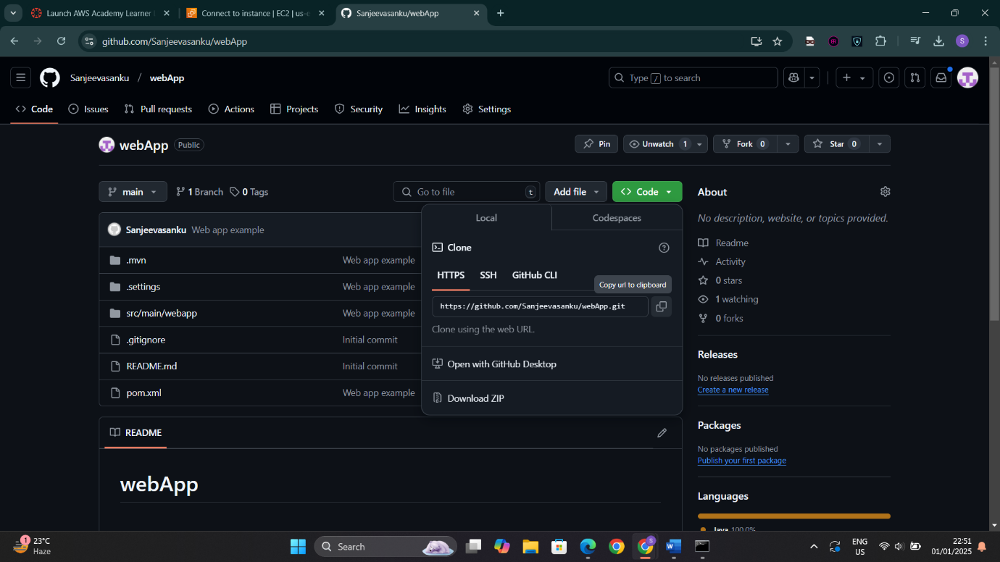 Launch AWS Academy Learner
Connect to instance | EC2 | us-e
Sanjeevasanku/webApp
github.com/Sanjeevasanku/webApp
S
Sanjeevasanku / webApp
Type / to search
Code
Issues
Pull requests
Actions
Projects
Security
Insights
Settings
webApp
Public
Pin
Unwatch 1
Fork 0
Star 0
main
1 Branch
0 Tags
Go to file
t
Add file
Code
Sanjeevasanku Web app example
.mvn Web app example
.settings Web app example
src/main/webapp Web app example
.gitignore Initial commit
README.md Initial commit
pom.xml Web app example
Local
Codespaces
Clone
HTTPS
SSH
GitHub CLI
Copy url to clipboard
https://github.com/Sanjeevasanku/webApp.git
Clone using the web URL.
Open with GitHub Desktop
Download ZIP
README
webApp
About
No description, website, or topics provided.
Readme
Activity
0 stars
1 watching
0 forks
Releases
No releases published
Create a new release
Packages
No packages published
Publish your first package
Languages
Java 100.0%
1
23°C
Haze
Search
S
ENG
US
22:51
01/01/2025